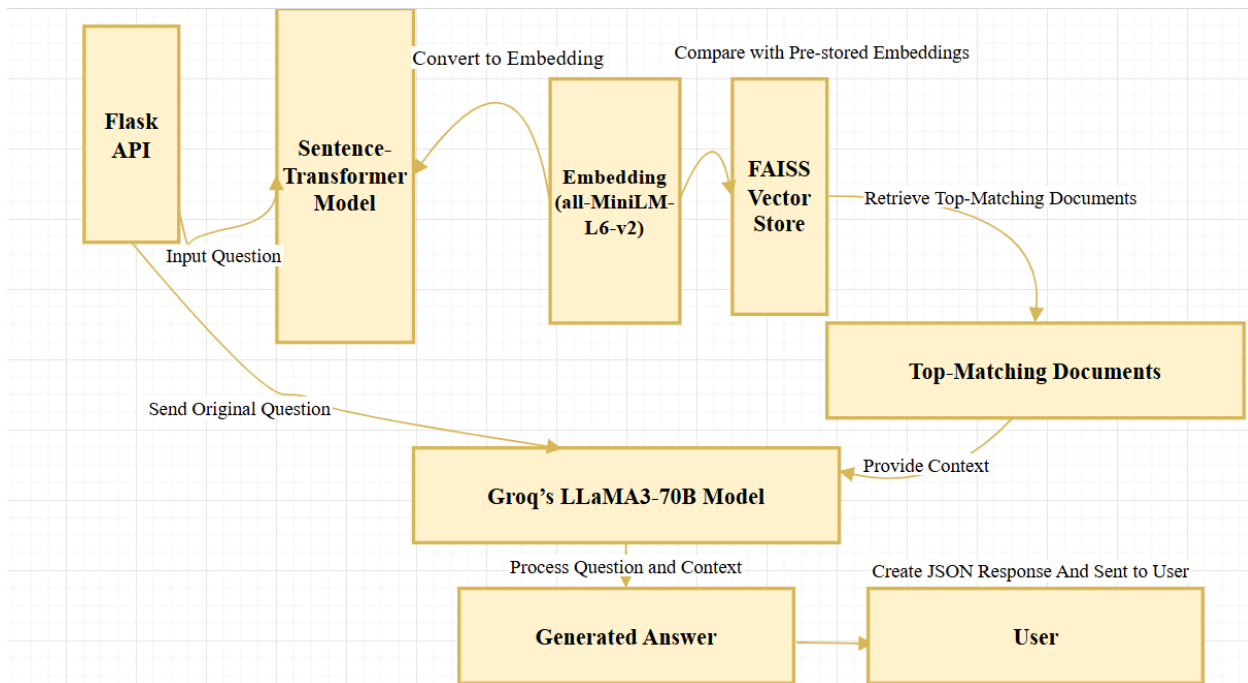 Flask
API
Input Question
Sentence-
Transformer
Model
Convert to Embedding
Embedding
(all-MiniLM-
L6-v2)
Compare with Pre-stored Embeddings
FAISS
Vector
Store
Retrieve Top-Matching Documents
Top-Matching Documents
Send Original Question
Provide Context
Groq's LLaMA3-70B Model
Process Question and Context
Generated Answer
Create JSON Response And Sent to User
User